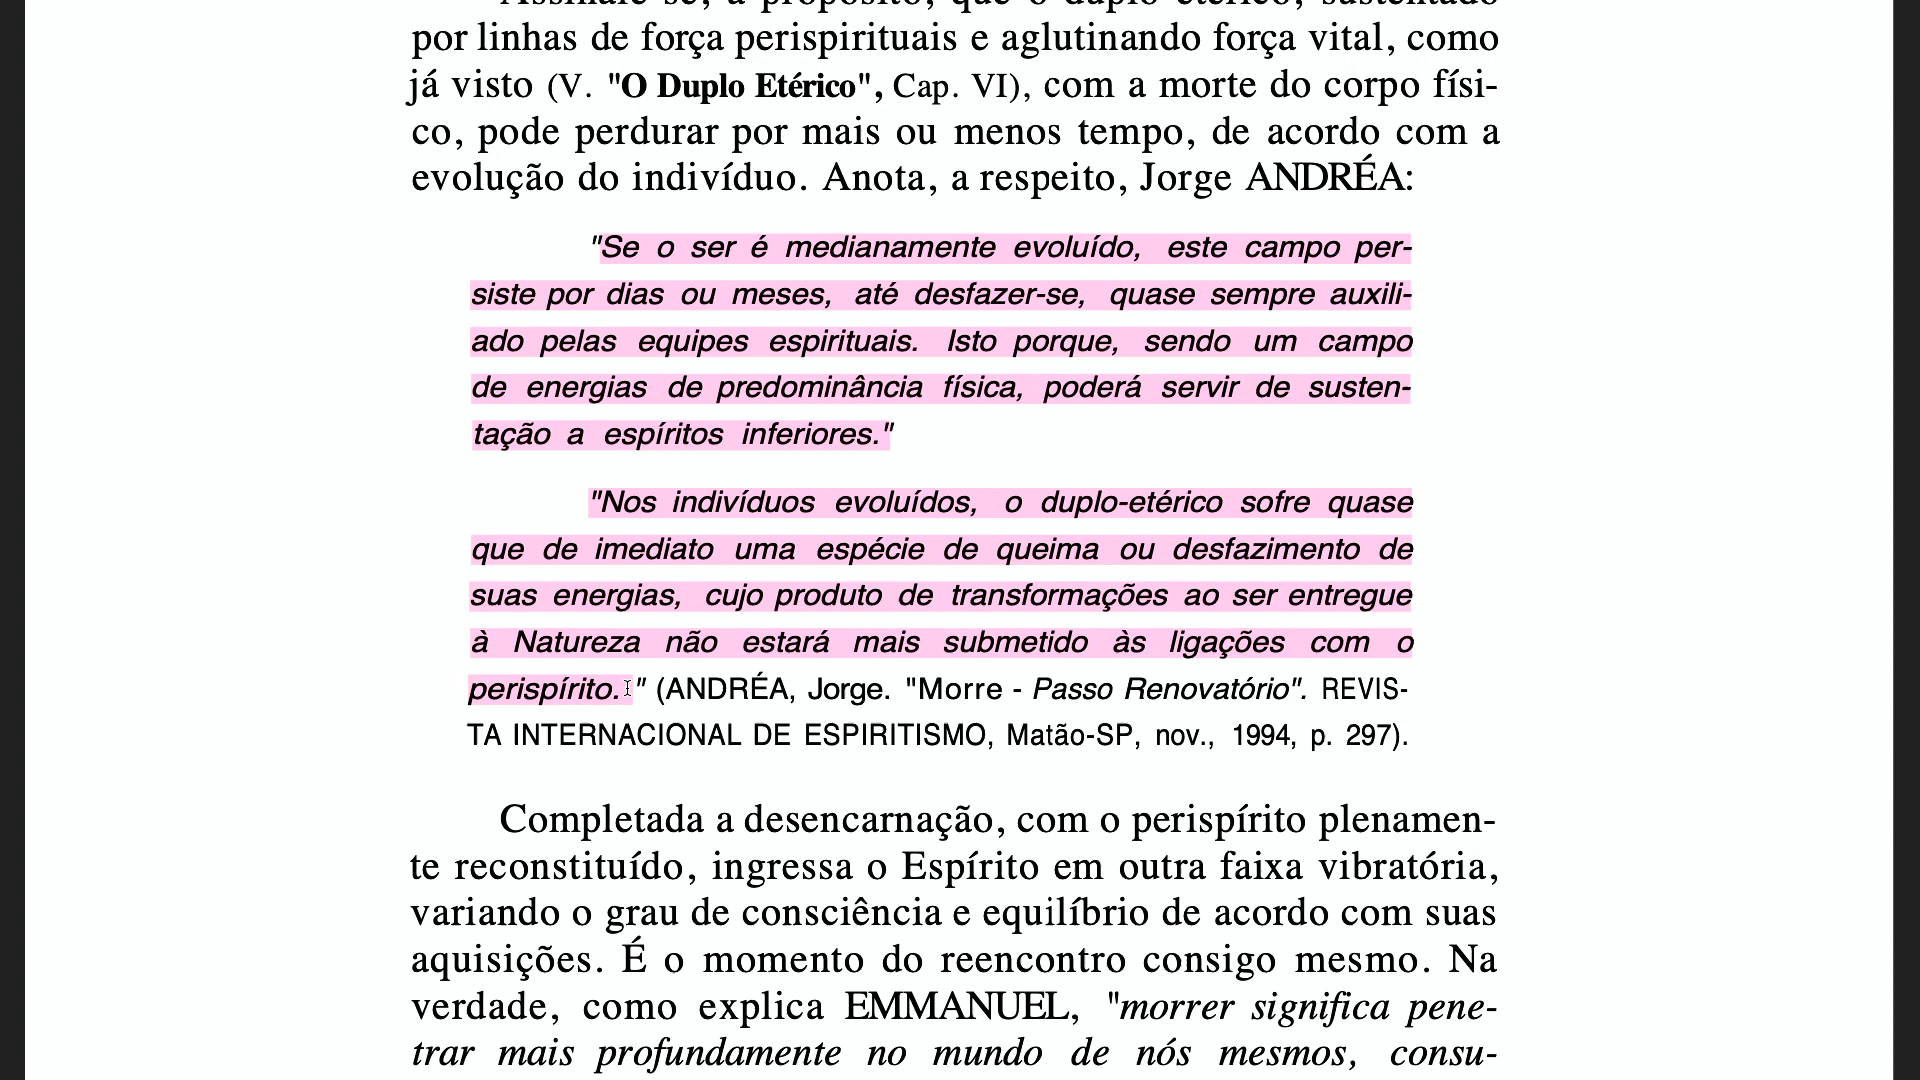 Assinale-se, a propósito, que o duplo etérico, sustentado
por linhas de força perispirituais e aglutinando força vital, como
já visto (V. "O Duplo Etérico", Cap. VI), com a morte do corpo físi-
co, pode perdurar por mais ou menos tempo, de acordo com a
evolução do indivíduo. Anota, a respeito, Jorge ANDRÉA:
"Se o ser é medianamente evoluído, este campo per-
siste por dias ou meses, até desfazer-se, quase sempre auxili-
ado pelas equipes espirituais. Isto porque, sendo um campo
de energias de predominância física, poderá servir de susten-
tação a espíritos inferiores."
"Nos indivíduos evoluídos, o duplo-etérico sofre quase
que de imediato uma espécie de queima ou desfazimento de
suas energias, cujo produto de transformações ao ser entregue
à Natureza não estará mais submetido às ligações com o
perispírito." (ANDRÉA, Jorge. "Morre - Passo Renovatório". REVIS-
TA INTERNACIONAL DE ESPIRITISMO, Matão-SP, nov., 1994, p. 297).
Completada a desencarnação, com o perispírito plenamen-
te reconstituído, ingressa o Espírito em outra faixa vibratória,
variando o grau de consciência e equilíbrio de acordo com suas
aquisições. É o momento do reencontro consigo mesmo. Na
verdade, como explica EMMANUEL, "morrer significa pene-
trar mais profundamente no mundo de nós mesmos, consu-